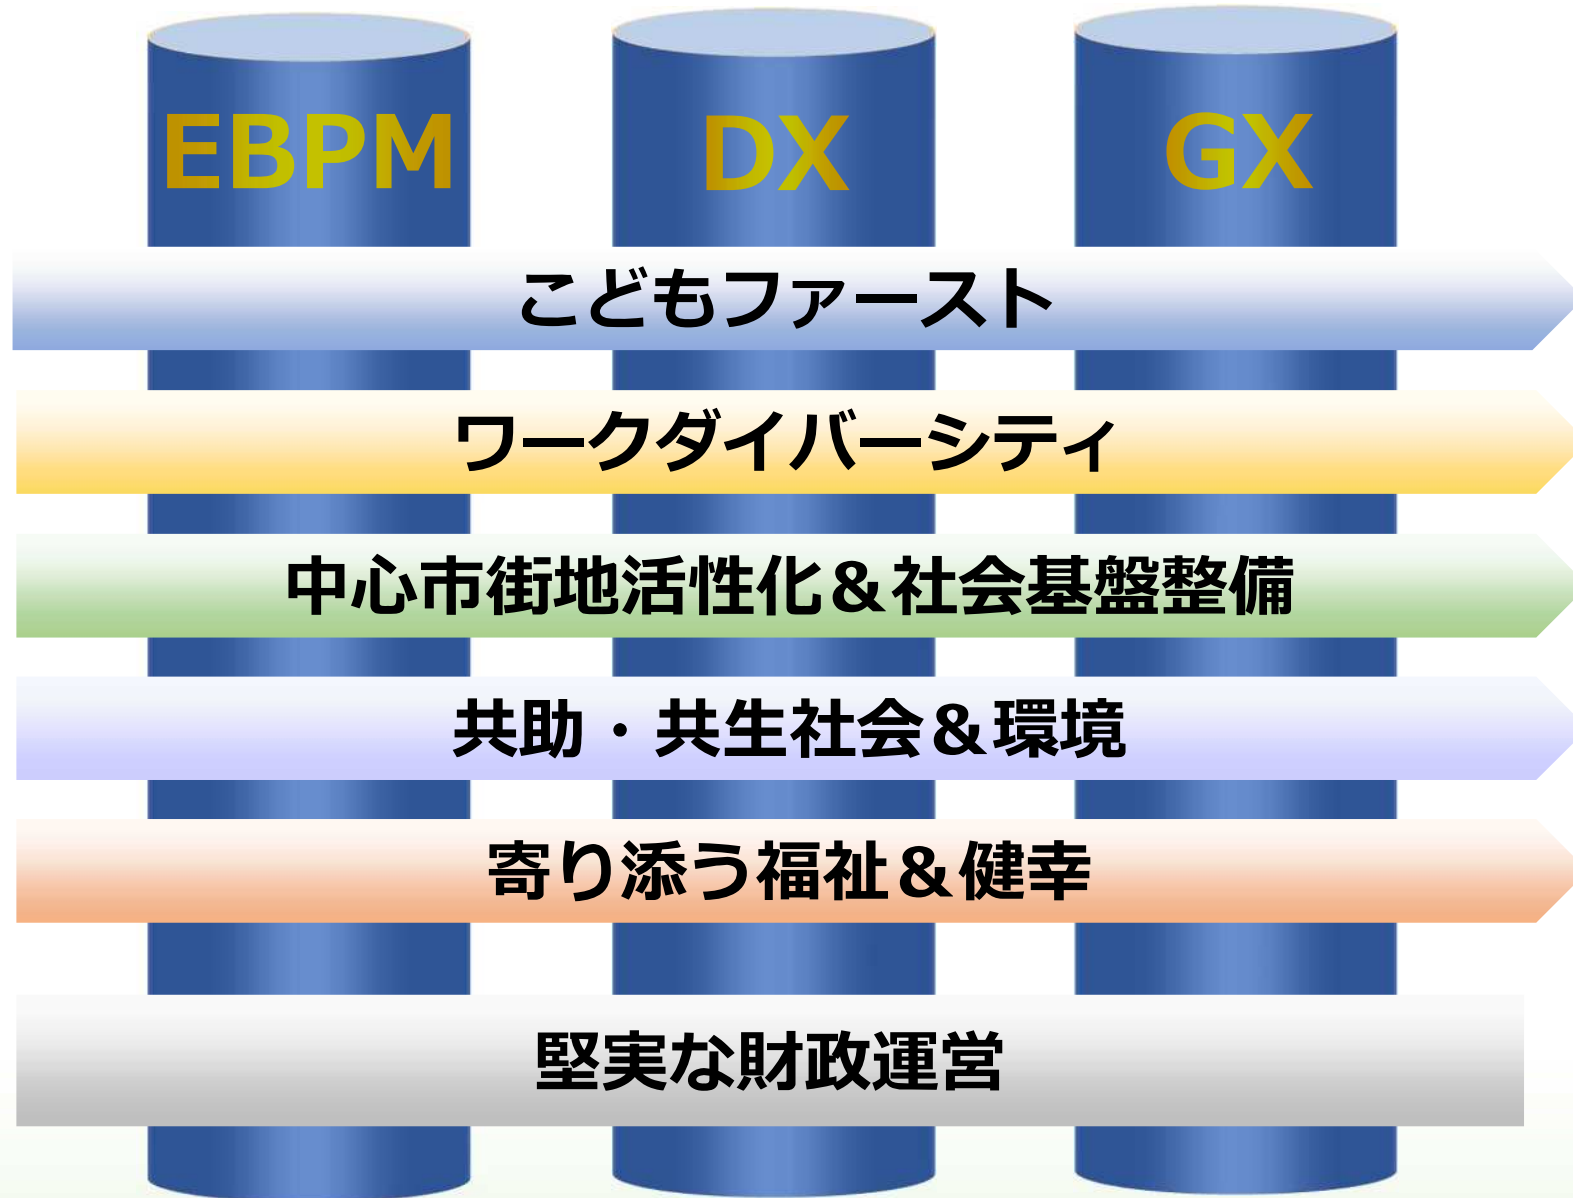 EBPM
DX
GX
こどもファースト
ワークダイバーシティ
中心市街地活性化＆社会基盤整備
共助・共生社会＆環境
寄り添う福祉＆健幸
堅実な財政運営